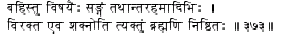 बहिस्तु विषयैः सङ्गं तथान्तरहमादिभिः ।
विरक्त एव शक्नोति त्यक्तुं ब्रह्मणि निष्ठितः ॥ ३७३॥